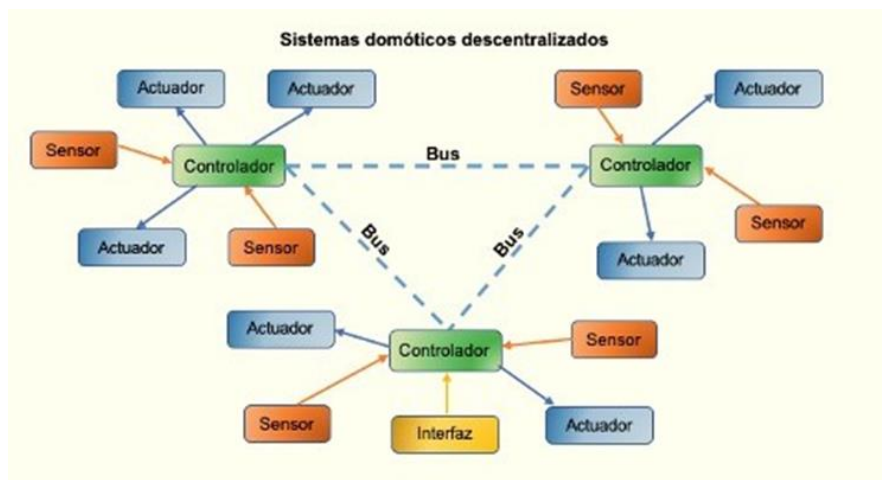 Sistemas domóticos descentralizados
Actuador
Actuador
Sensor
Controlador
Actuador
Sensor
Bus
Sensor
Actuador
Controlador
Sensor
Actuador
Bus
Bus
Actuador
Controlador
Sensor
Sensor
Interfaz
Actuador